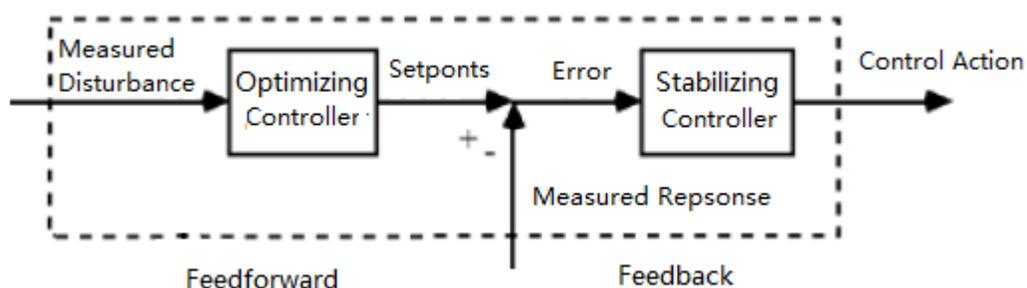 Measured
Disturbance
Optimizing
Controller
Setponts
Error
Stabilizing
Controller
Control Action
+
-
Measured Repsonse
Feedforward
Feedback